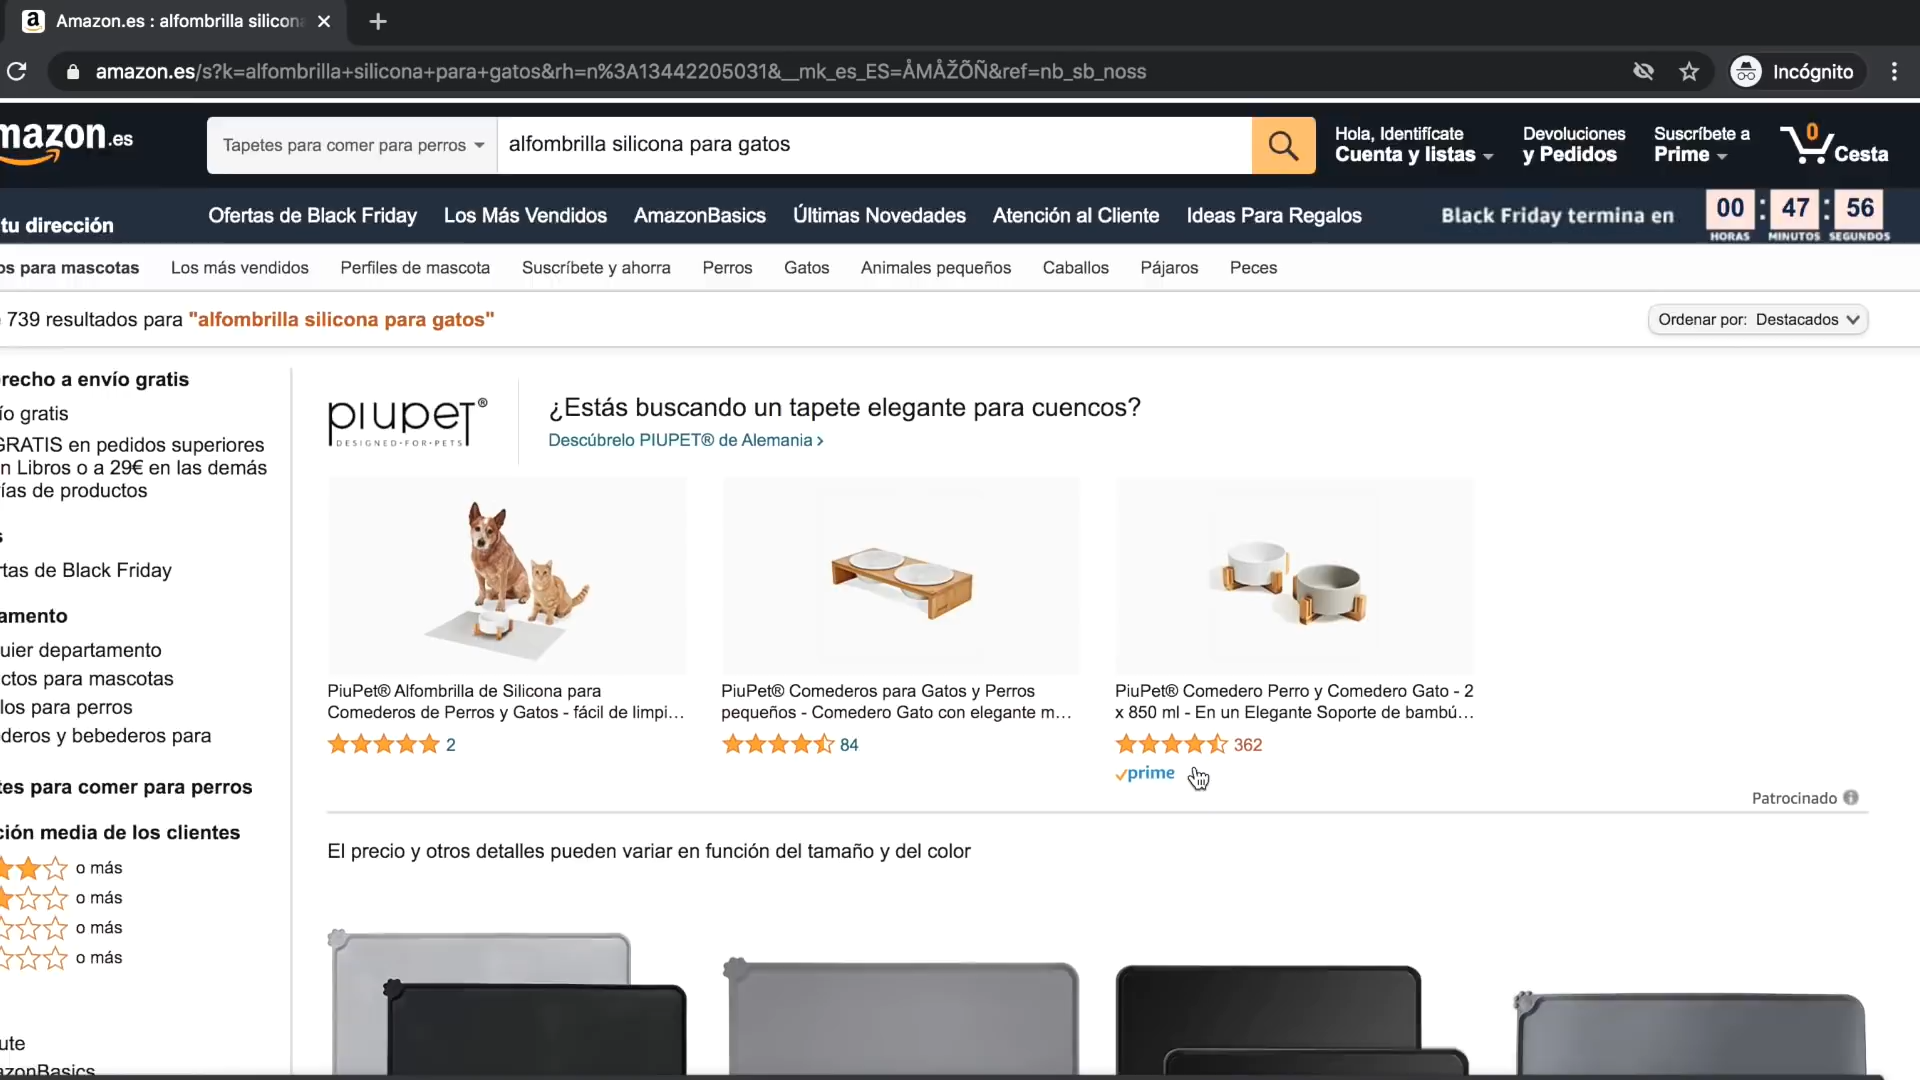 Amazon.es : alfombrilla silicon
amazon.es/s?k=alfombrilla+silicona+para+gatos&rh=n%3A13442205031&__mk_es_ES=ÅMÅŽÕÑ&ref=nb_sb_noss
Incógnito
mazon.es
Tapetes para comer para perros
alfombrilla silicona para gatos
Hola, Identifícate
Cuenta y listas
Devoluciones
y Pedidos
Suscríbete a
Prime
0
Cesta
tu dirección
Ofertas de Black Friday
Los Más Vendidos
AmazonBasics
Últimas Novedades
Atención al Cliente
Ideas Para Regalos
Black Friday termina en
00 : 47 : 56
HORAS MINUTOS SEGUNDOS
os para mascotas
Los más vendidos
Perfiles de mascota
Suscríbete y ahorra
Perros
Gatos
Animales pequeños
Caballos
Pájaros
Peces
739 resultados para "alfombrilla silicona para gatos"
Ordenar por: Destacados
recho a envío gratis
ío gratis
GRATIS en pedidos superiores
n Libros o a 29€ en las demás
ías de productos
s
rtas de Black Friday
amento
uier departamento
ctos para mascotas
los para perros
deros y bebederos para
tes para comer para perros
ción media de los clientes
o más
o más
o más
o más
ute
azonBasics
piupet®
DESIGNED-FOR-PETS
¿Estás buscando un tapete elegante para cuencos?
Descúbrelo PIUPET® de Alemania ›
PiuPet® Alfombrilla de Silicona para
Comederos de Perros y Gatos - fácil de limpi...
2
PiuPet® Comederos para Gatos y Perros
pequeños - Comedero Gato con elegante m...
84
PiuPet® Comedero Perro y Comedero Gato - 2
x 850 ml - En un Elegante Soporte de bambú...
362
prime
Patrocinado
El precio y otros detalles pueden variar en función del tamaño y del color